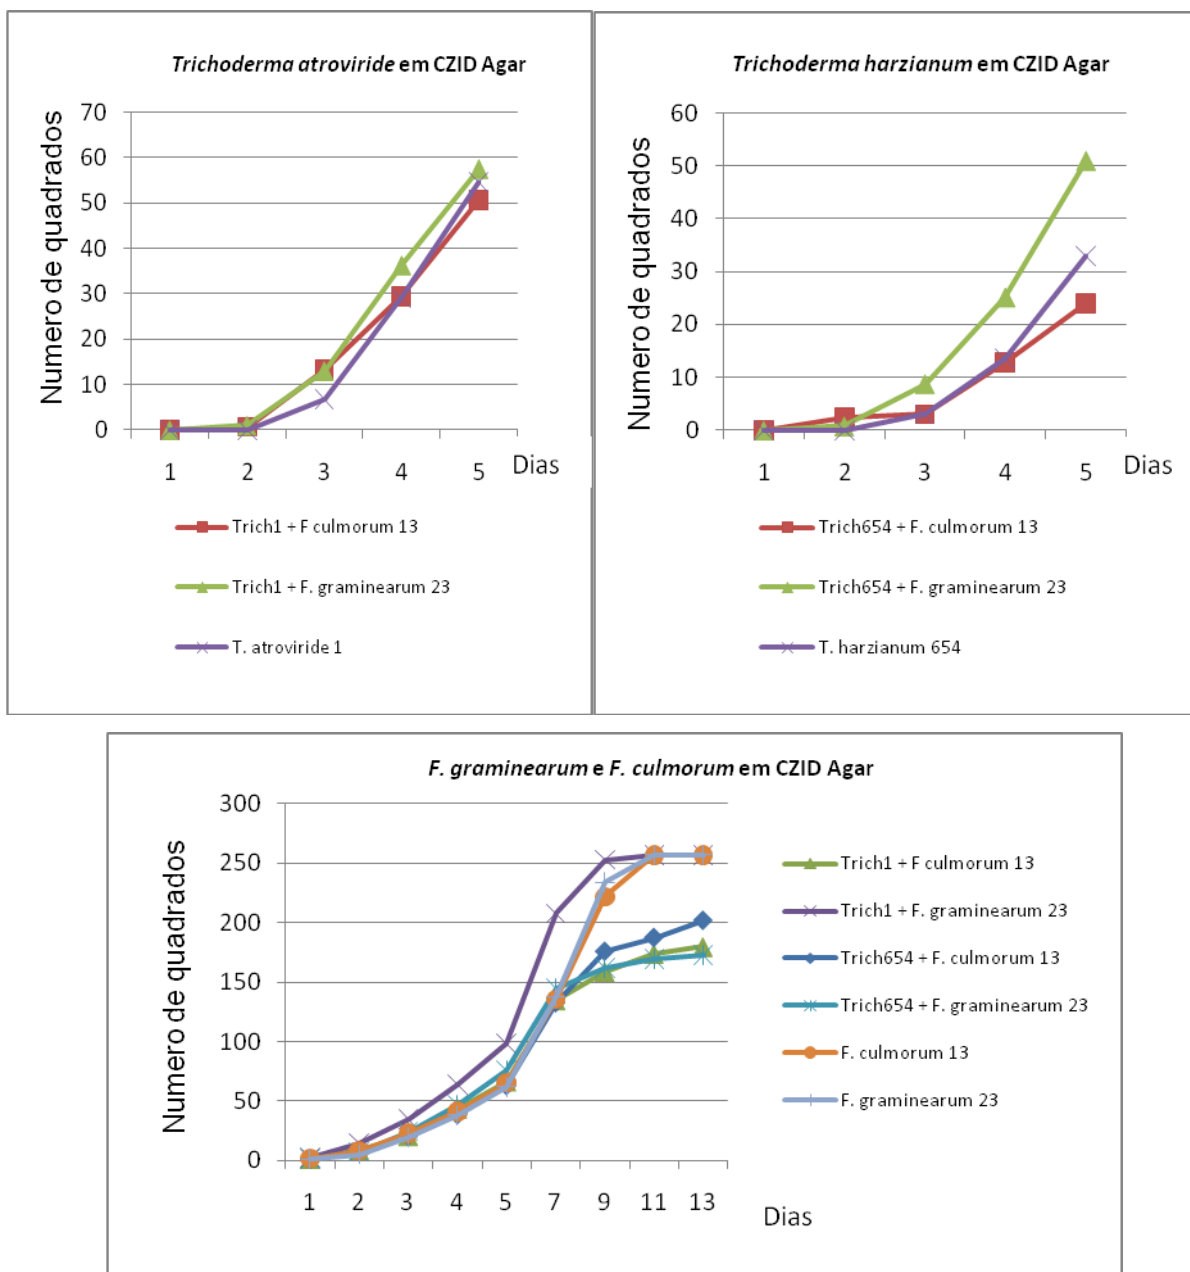 Trichoderma atroviride em CZID Agar
Numero de quadrados
70
60
50
40
30
20
10
0
1 2 3 4 5
Dias
Trich1 + F culmorum 13
Trich1 + F. graminearum 23
T. atroviride 1
Trichoderma harzianum em CZID Agar
Numero de quadrados
60
50
40
30
20
10
0
1 2 3 4 5
Dias
Trich654 + F. culmorum 13
Trich654 + F. graminearum 23
T. harzianum 654
F. graminearum e F. culmorum em CZID Agar
Numero de quadrados
300
250
200
150
100
50
0
1 2 3 4 5 7 9 11 13
Dias
Trich1 + F culmorum 13
Trich1 + F. graminearum 23
Trich654 + F. culmorum 13
Trich654 + F. graminearum 23
F. culmorum 13
F. graminearum 23